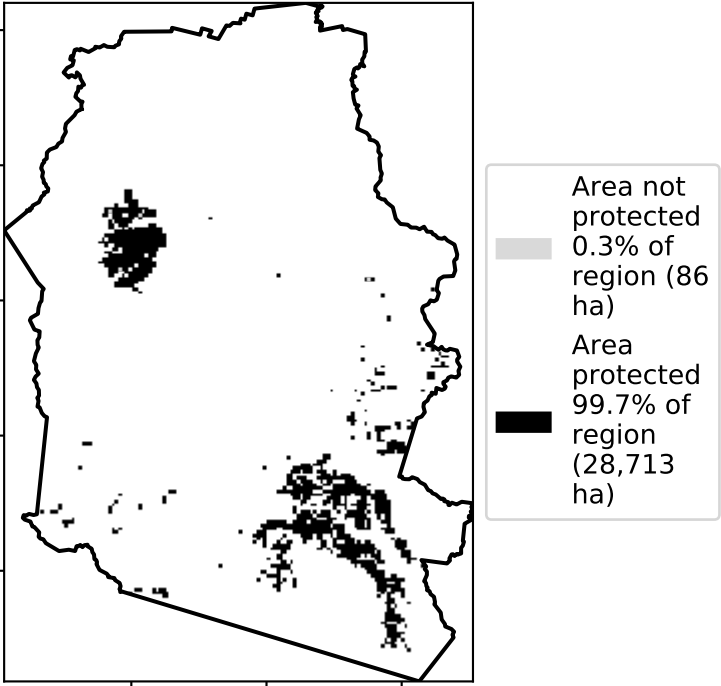 Area not
protected
0.3% of
region (86
ha)
Area
protected
99.7% of
region
(28,713
ha)